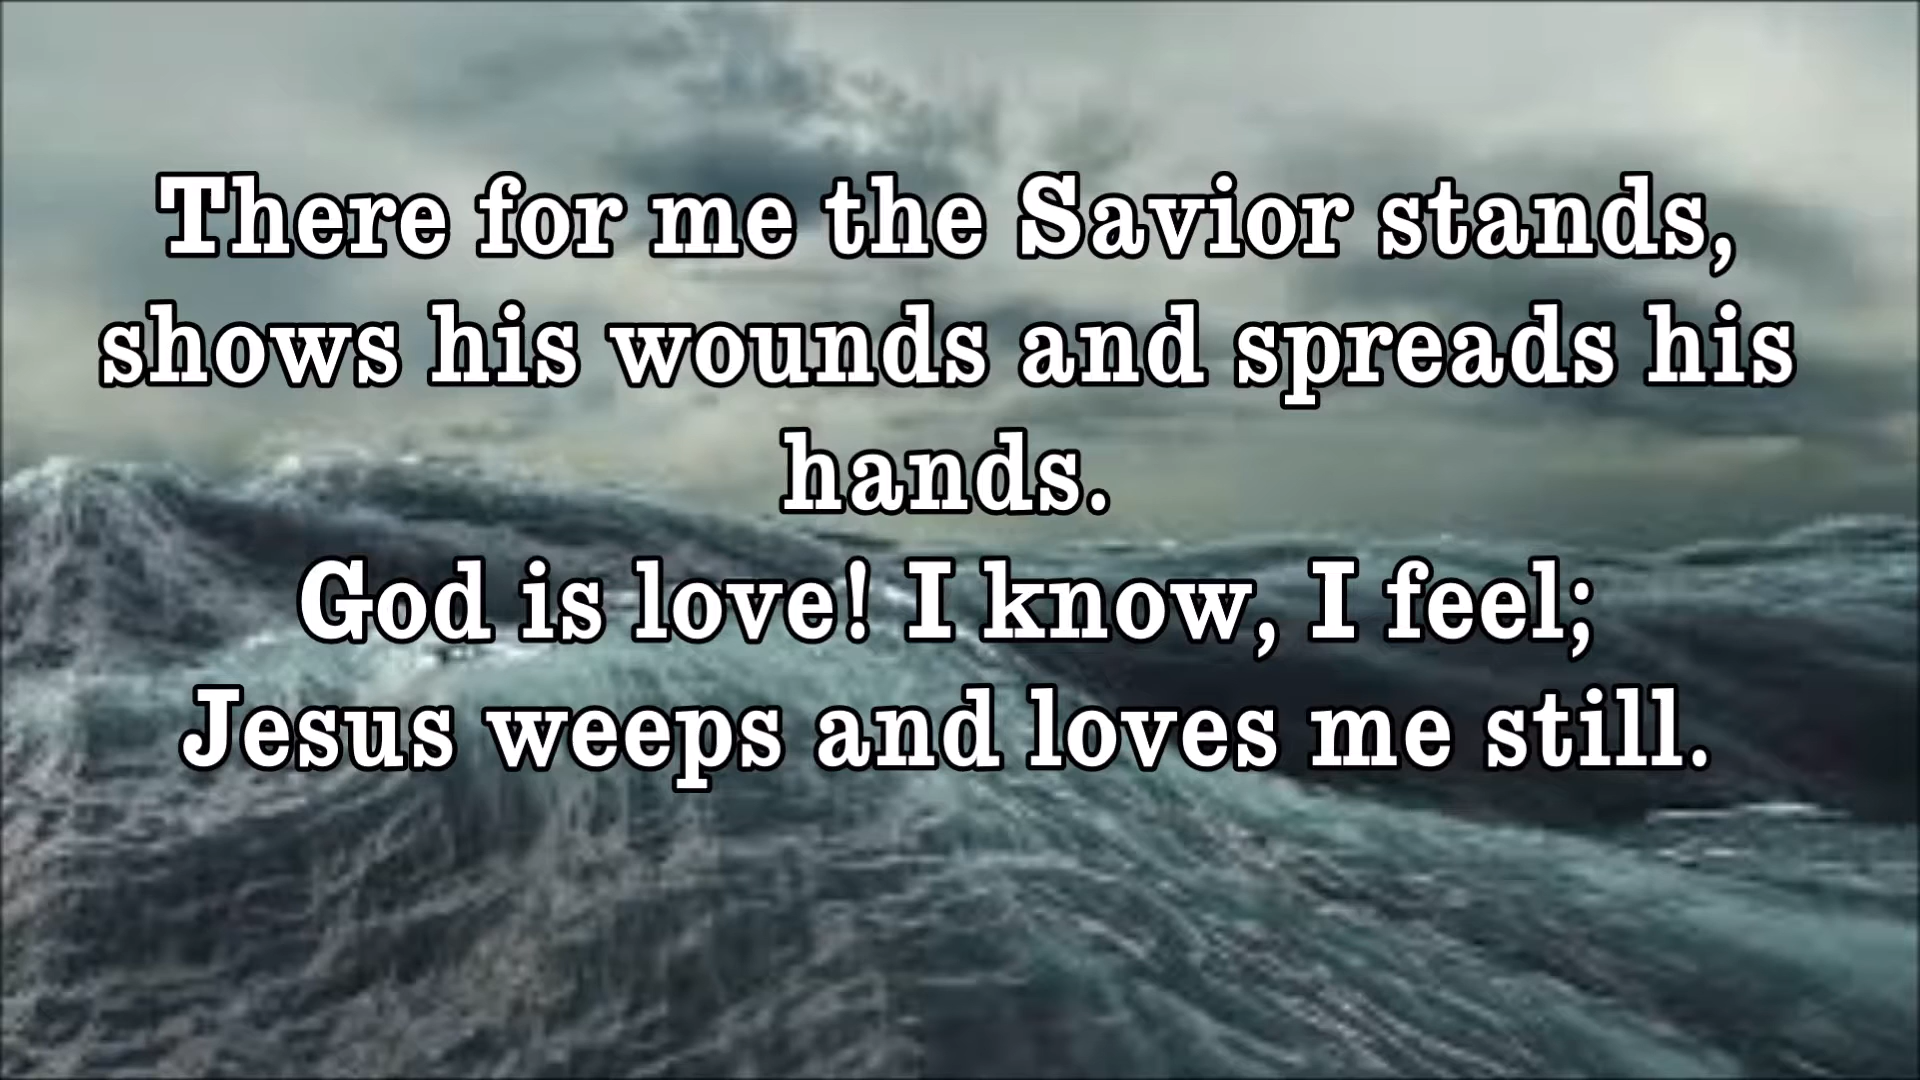 There for me the Savior stands,
shows his wounds and spreads his
hands.
God is love! I know, I feel;
Jesus weeps and loves me still.